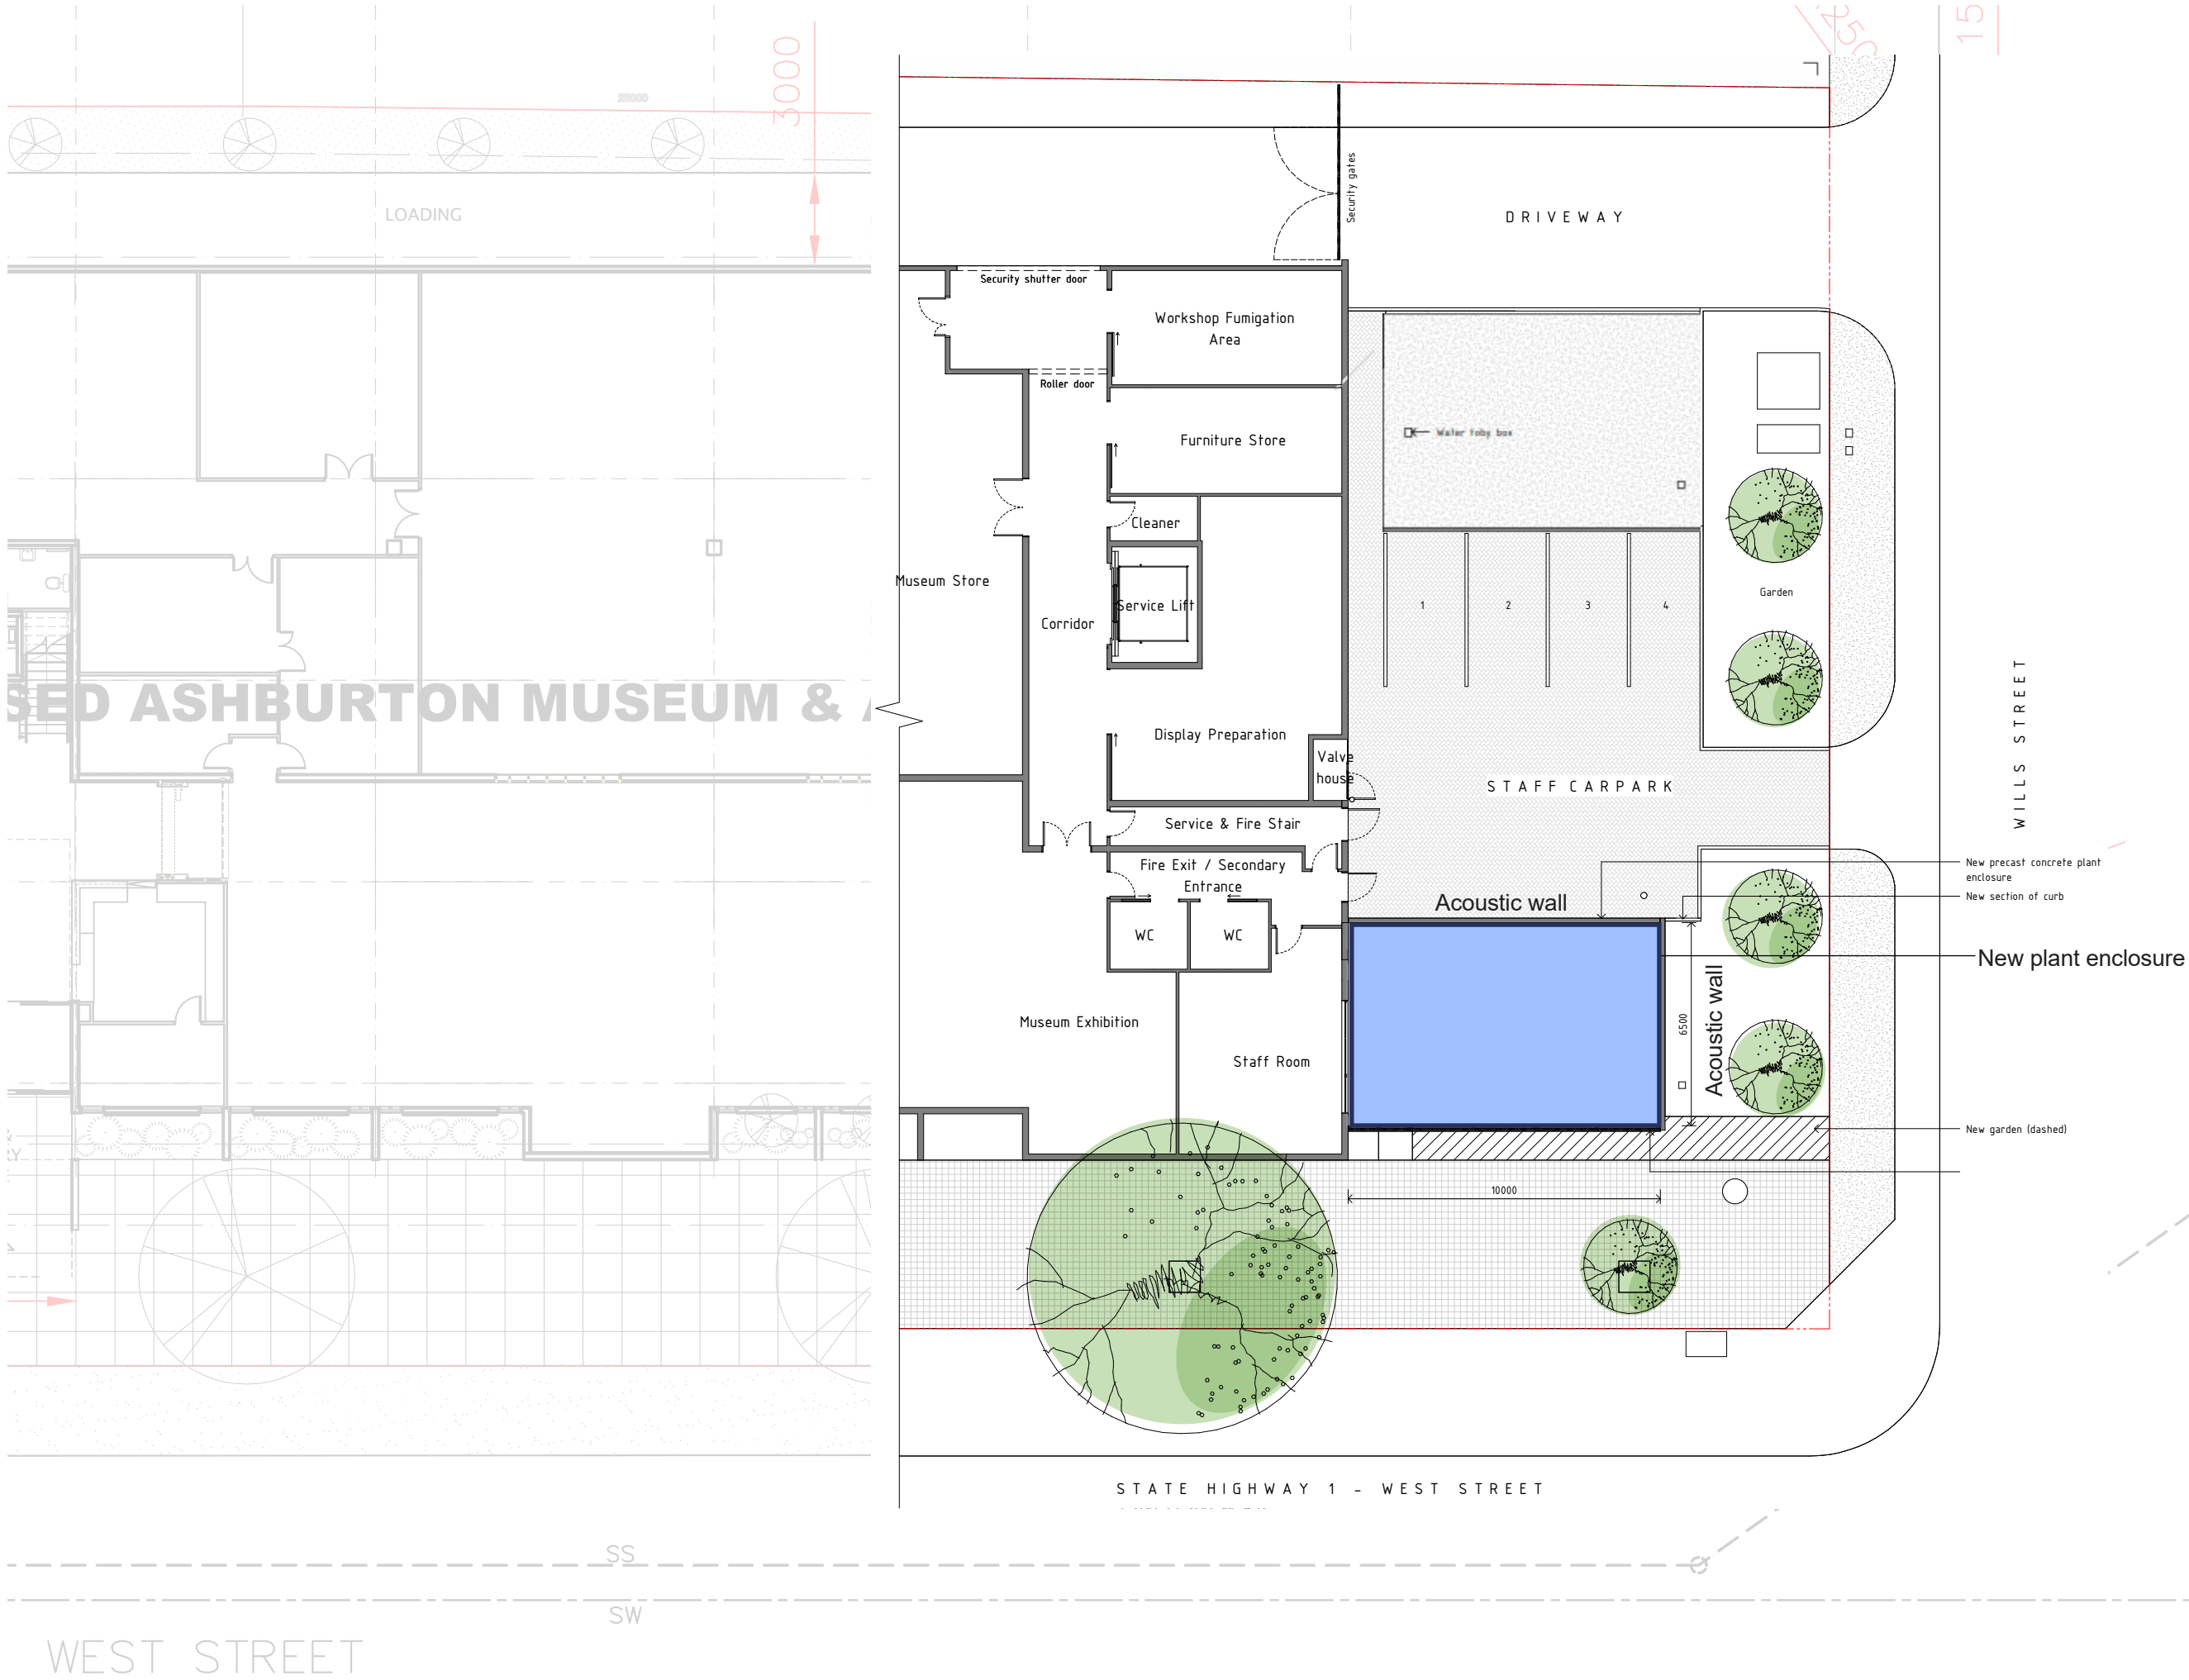 3000
LOADING
Security gates
DRIVEWAY
Security shutter door
Workshop Fumigation
Area
Roller door
Furniture Store
Water toby box
Cleaner
Museum Store
Service Lift
Garden
1
2
3
4
Corridor
WILLS STREET
SED ASHBURTON MUSEUM &
Display Preparation
Valve
house
STAFF CARPARK
Service & Fire Stair
Fire Exit / Secondary
Entrance
New precast concrete plant
enclosure
New section of curb
Acoustic wall
WC
WC
New plant enclosure
Acoustic wall
6500
Museum Exhibition
Staff Room
New garden (dashed)
10000
STATE HIGHWAY 1 - WEST STREET
SS
SW
WEST STREET